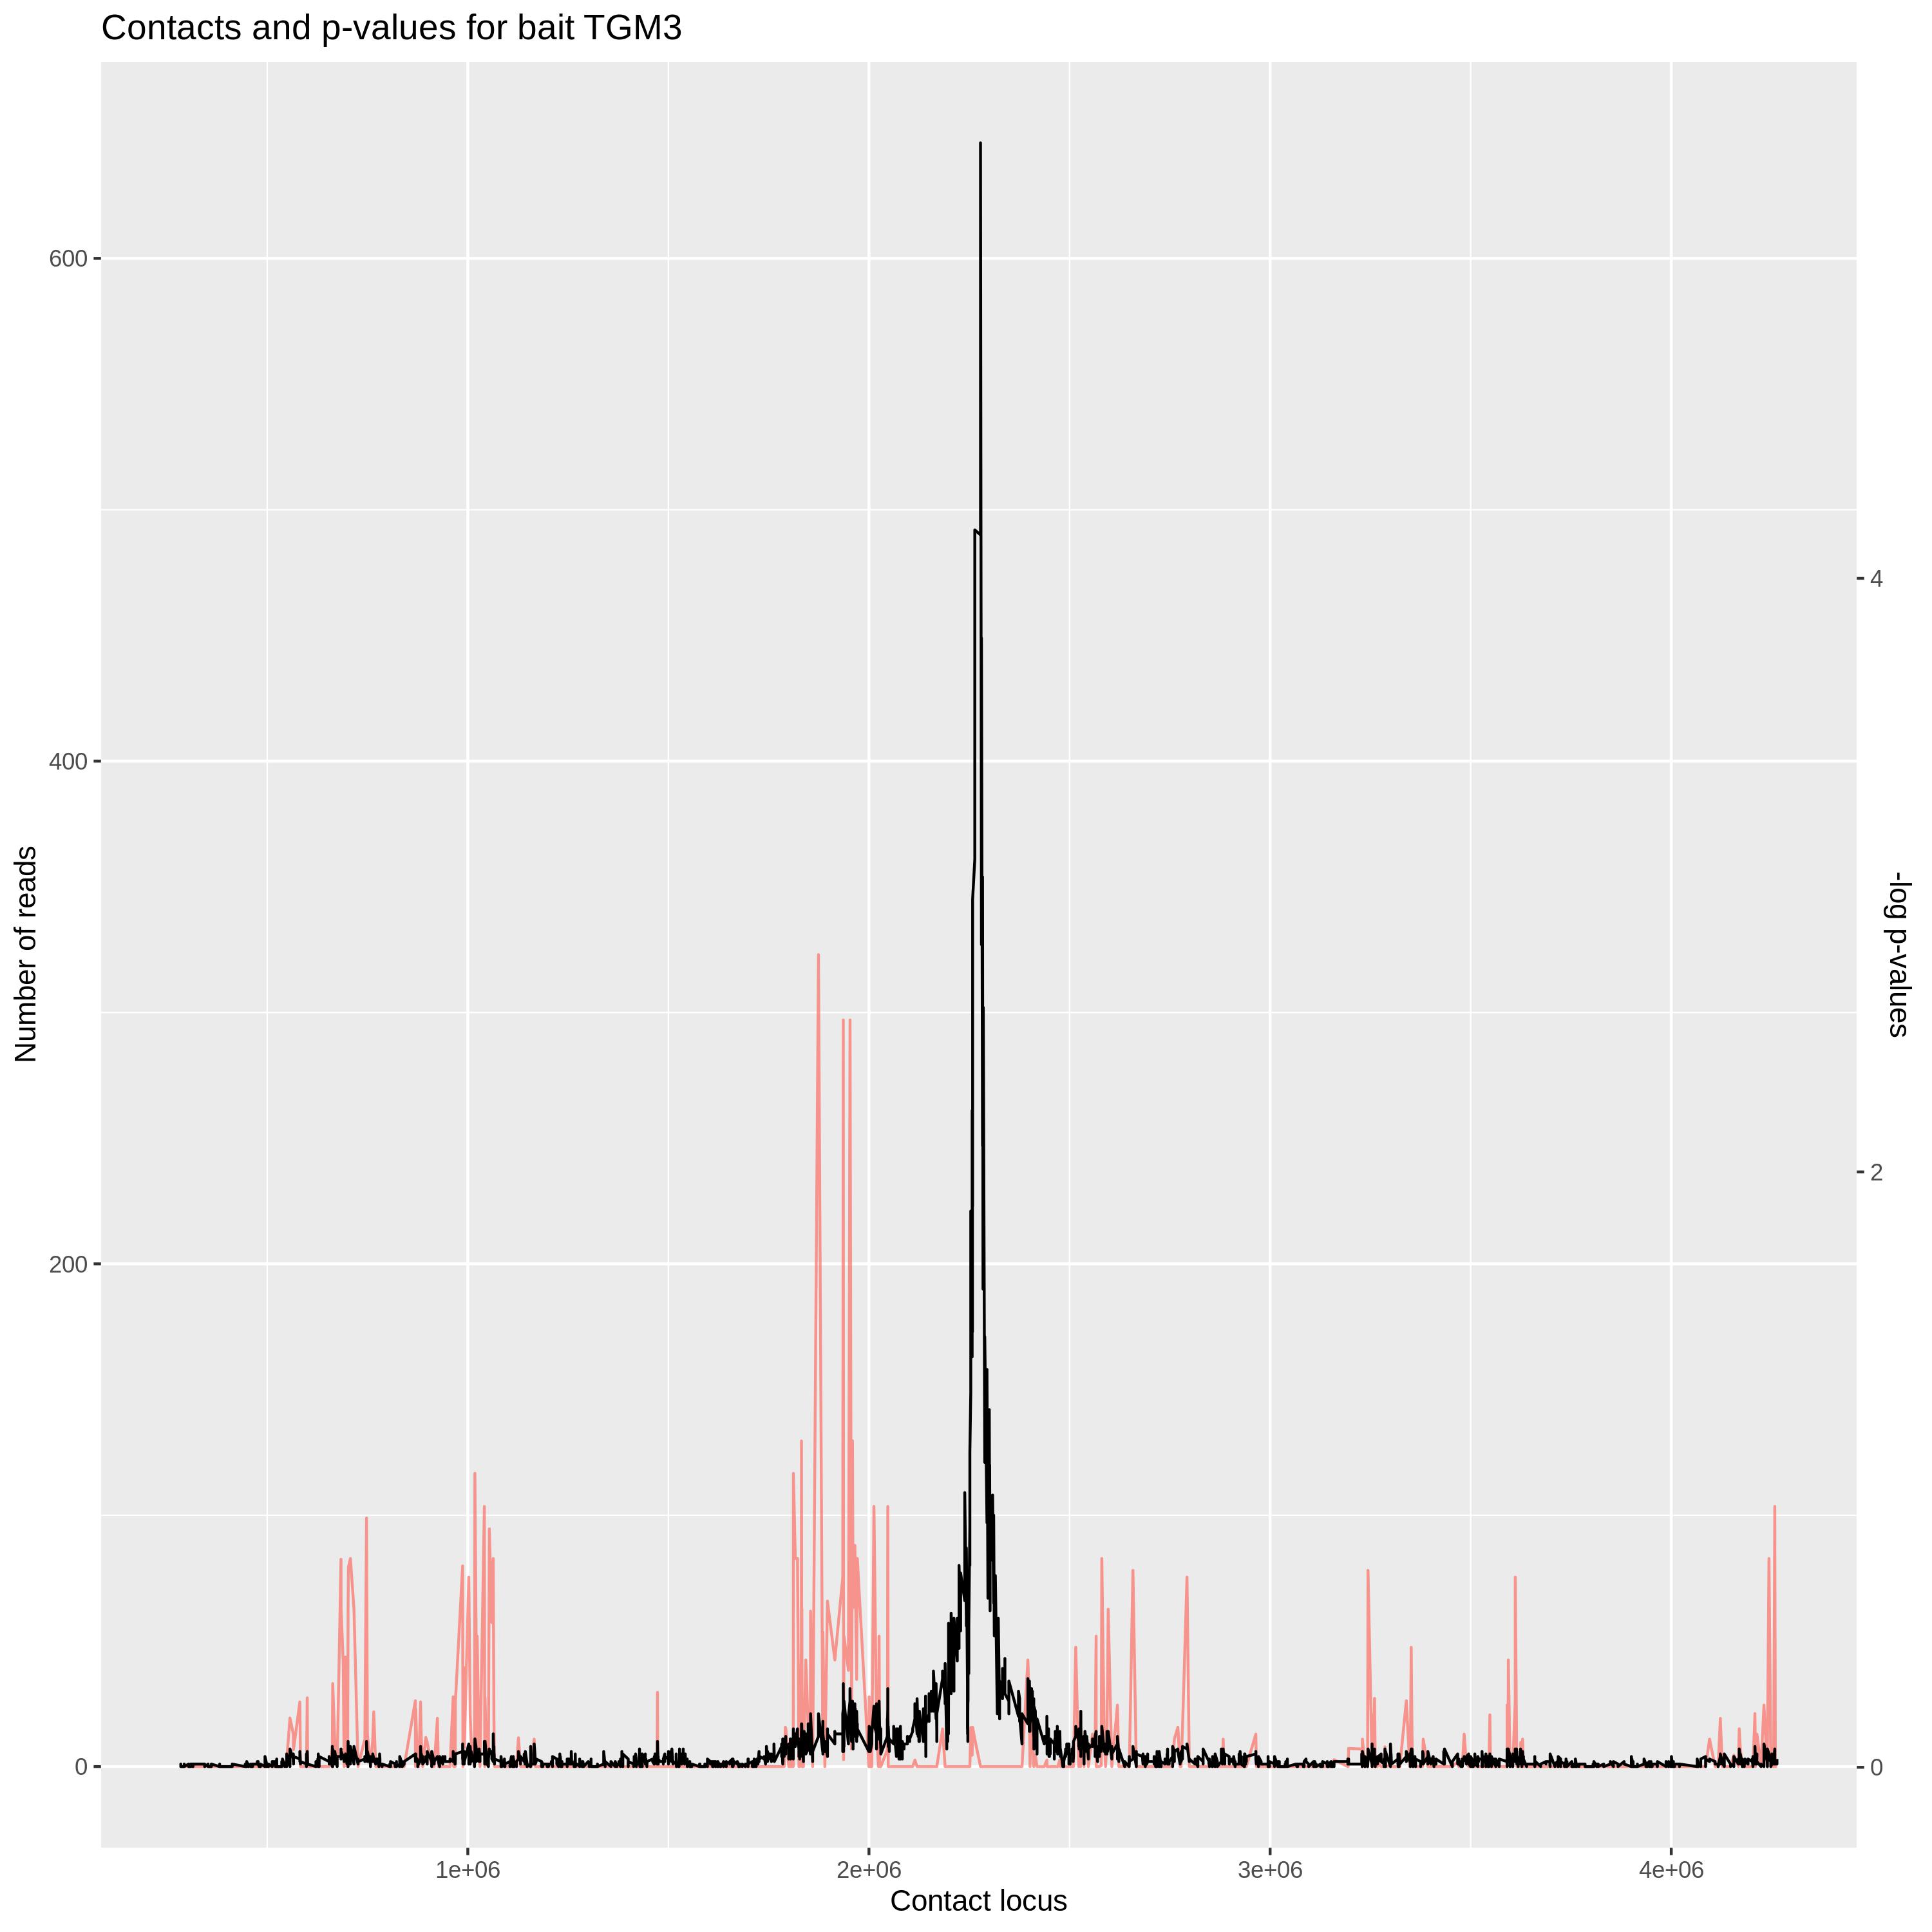 Contacts and p-values for bait TGM3
600
400
200
0
Number of reads
4
2
0
-log p-values
1e+06
2e+06
3e+06
4e+06
Contact locus